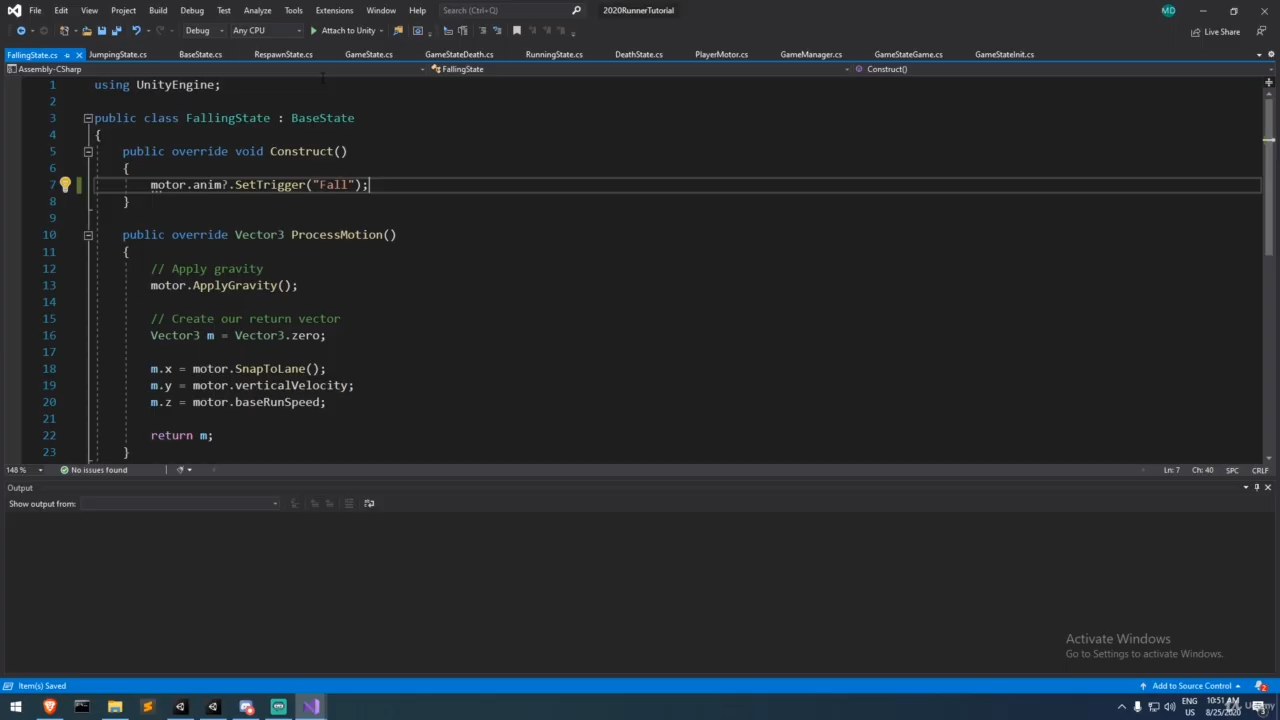 File Edit View Project Build Debug Test Analyze Tools Extensions Window Help Search (Ctrl+Q) 2020RunnerTutorial MD
Debug Any CPU Attach to Unity Live Share
FallingState.cs JumpingState.cs BaseState.cs RespawnState.cs GameState.cs GameStateDeath.cs RunningState.cs DeathState.cs PlayerMotor.cs GameManager.cs GameStateGame.cs GameStateInit.cs
Assembly-CSharp FallingState Construct()
1 using UnityEngine;
2
3 public class FallingState : BaseState
4 {
5 public override void Construct()
6 {
7 motor.anim?.SetTrigger("Fall");
8 }
9
10 public override Vector3 ProcessMotion()
11 {
12 // Apply gravity
13 motor.ApplyGravity();
14
15 // Create our return vector
16 Vector3 m = Vector3.zero;
17
18 m.x = motor.SnapToLane();
19 m.y = motor.verticalVelocity;
20 m.z = motor.baseRunSpeed;
21
22 return m;
23 }
148 % No issues found Ln: 7 Ch: 40 SPC CRLF
Output
Show output from:
Activate Windows
Go to Settings to activate Windows.
Item(s) Saved Add to Source Control 2
ENG 10:51 AM
US 8/25/2020